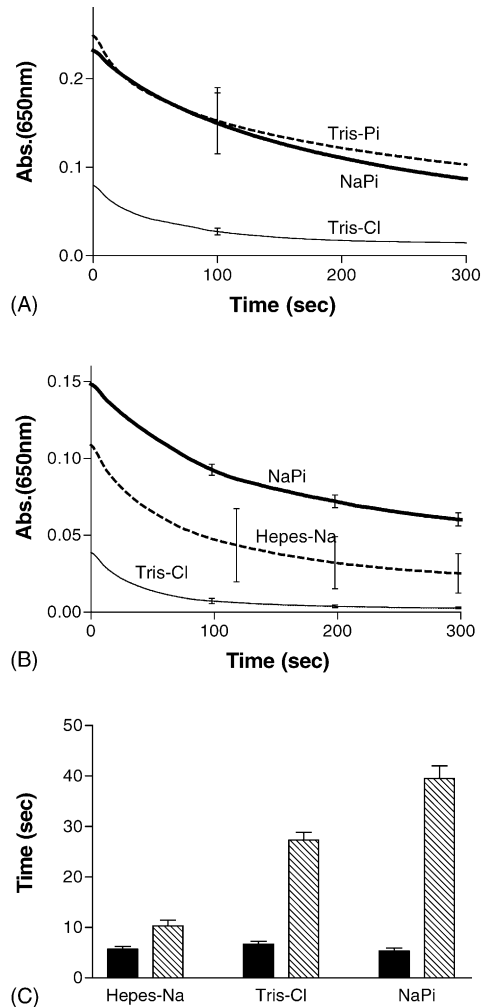 Abs.(650nm)
0.2
0.1
0.0
Tris-Pi
NaPi
Tris-Cl
0 100 200 300
(A) Time (sec)
Abs.(650nm)
0.15
0.10
0.05
0.00
NaPi
Hepes-Na
Tris-Cl
0 100 200 300
(B) Time (sec)
Time (sec)
50
40
30
20
10
0
Hepes-Na Tris-Cl NaPi
(C)